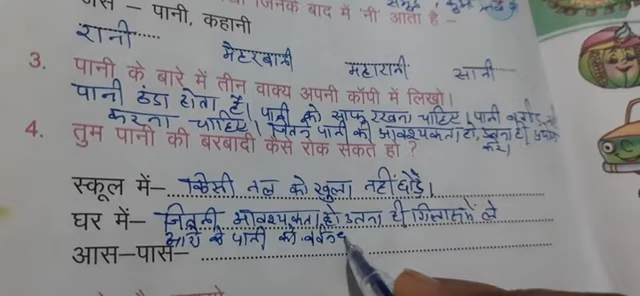 जस – पानी, कहानी जिनके बाद में 'नी' आता है –
रानी मेहरबानी महारानी सानी
3. पानी के बारे में तीन वाक्य अपनी कॉपी में लिखो।
पानी ठंडा होता है। पानी को साफ रखना चाहिए। पानी
करना चाहिए। जितने पानी की आवश्यकता हो, उतना ही
करें।
4. तुम पानी की बरबादी कैसे रोक सकते हो ?
स्कूल में– किसी नल को खुला नहीं छोड़ें।
घर में– जितनी आवश्यकता हो उतना ही गिलास में ले
पानी को
आस-पास–